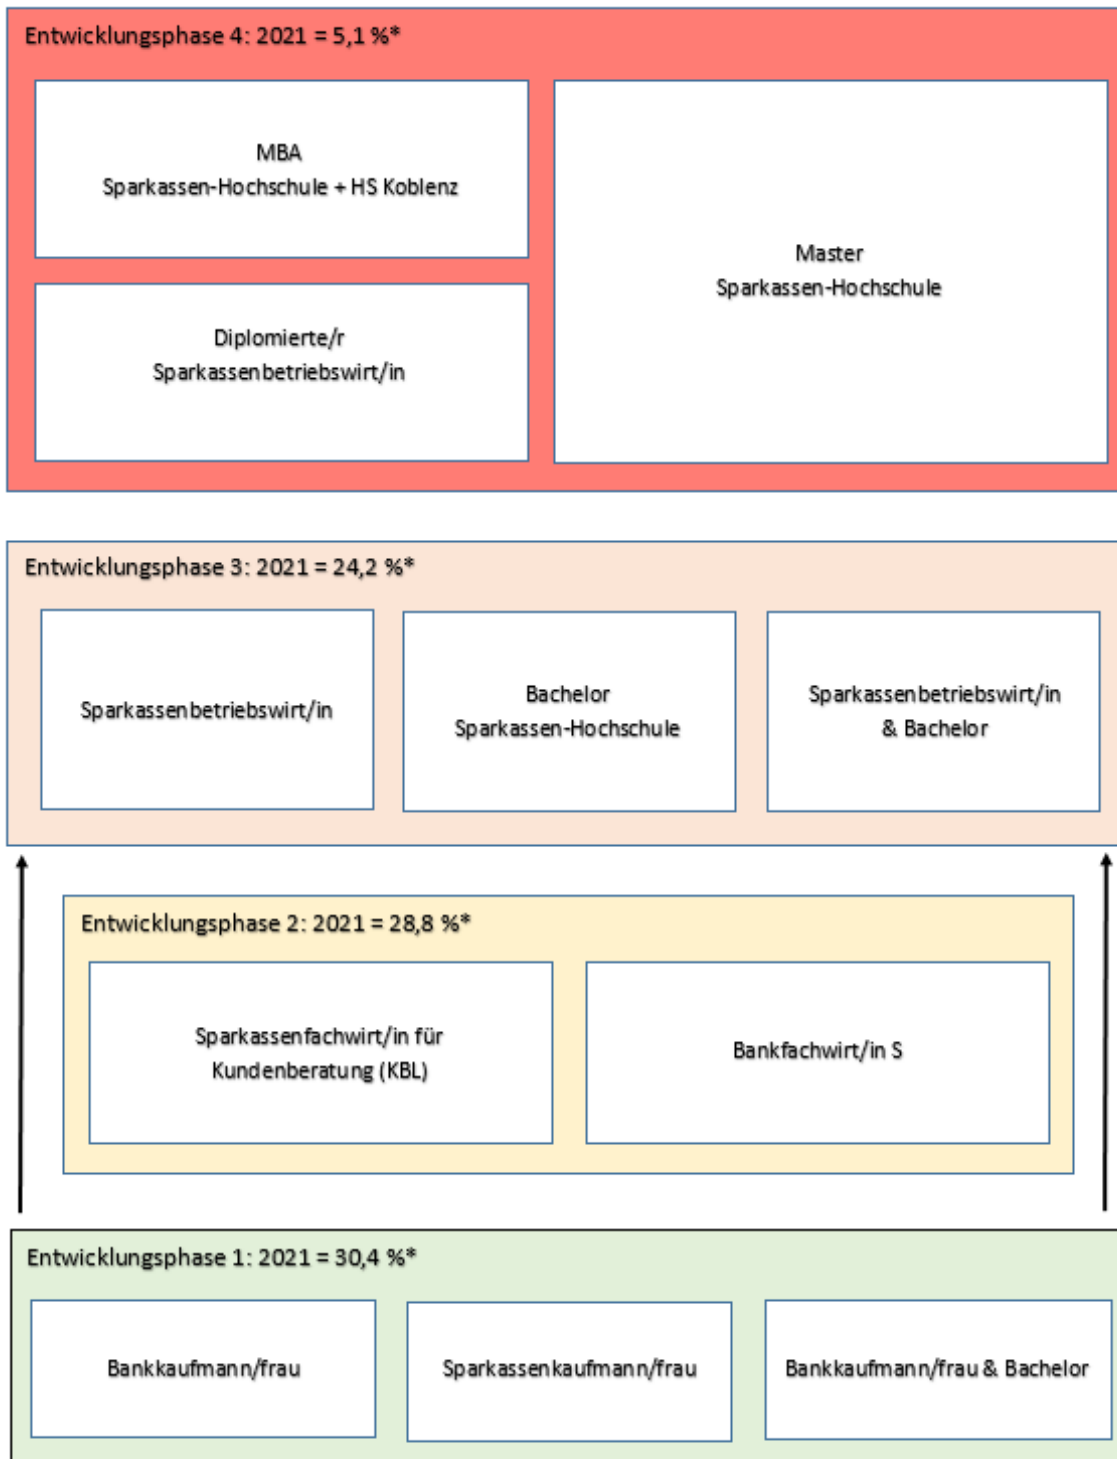 Entwicklungsphase 4: 2021 = 5,1 %*
MBA
Sparkassen-Hochschule + HS Koblenz
Diplomierte/r
Sparkassenbetriebswirt/in
Master
Sparkassen-Hochschule
Entwicklungsphase 3: 2021 = 24,2 %*
Sparkassenbetriebswirt/in
Bachelor
Sparkassen-Hochschule
Sparkassenbetriebswirt/in
& Bachelor
Entwicklungsphase 2: 2021 = 28,8 %*
Sparkassenfachwirt/in für
Kundenberatung (KBL)
Bankfachwirt/in S
Entwicklungsphase 1: 2021 = 30,4 %*
Bankkaufmann/frau
Sparkassenkaufmann/frau
Bankkaufmann/frau & Bachelor